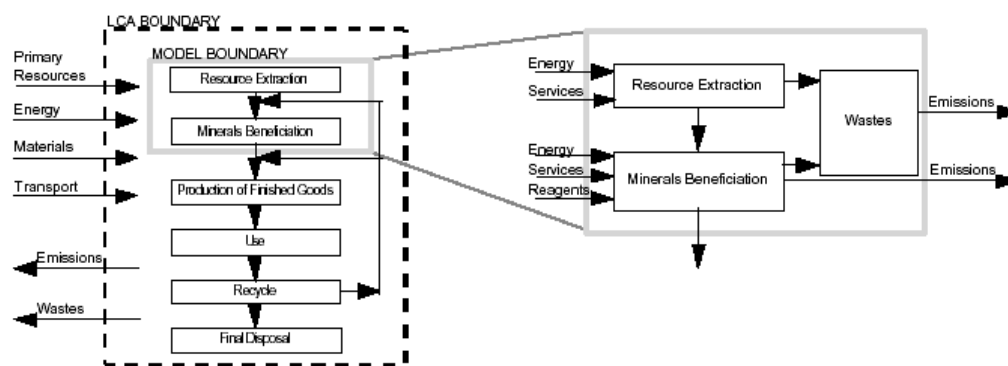 LCA BOUNDARY
MODEL BOUNDARY
Primary
Resources
Energy
Materials
Transport
Emissions
Wastes
Resource Extraction
Minerals Beneficiation
Production of Finished Goods
Use
Recycle
Final Disposal
Energy
Services
Resource Extraction
Energy
Services
Reagents
Minerals Beneficiation
Wastes
Emissions
Emissions